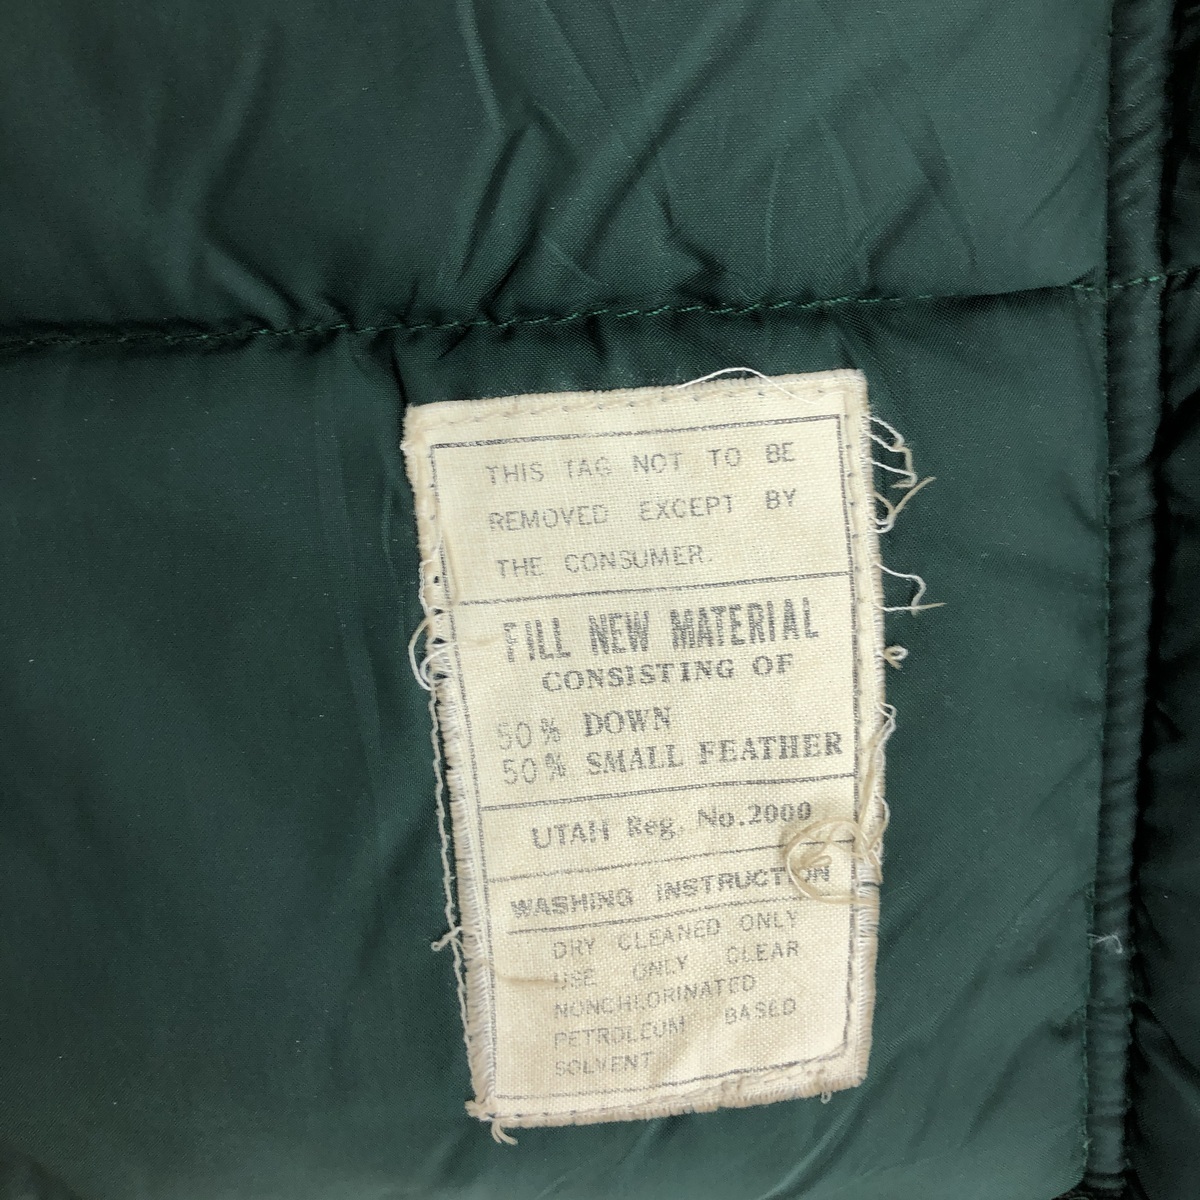 THIS TAG NOT TO BE
REMOVED EXCEPT BY
THE CONSUMER.
FILL NEW MATERIAL
CONSISTING OF
50% DOWN
50% SMALL FEATHER
UTAH Reg. No.2000
WASHING INSTRUCTION
DRY CLEANED ONLY
USE ONLY CLEAR
NONCHLORINATED
PETROLEUM BASED
SOLVENT